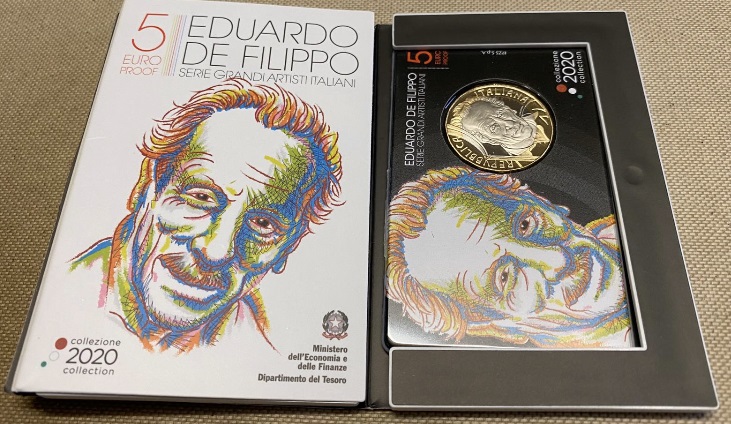 5
EURO
PROOF
EDUARDO
DE FILIPPO
SERIE GRANDI ARTISTI ITALIANI
collezione
2020
collection
Ministero
dell'Economia e
delle Finanze
Dipartimento del Tesoro
5
EURO
PROOF
EDUARDO DE FILIPPO
SERIE GRANDI ARTISTI ITALIANI
collezione
2020
collection
REPVBBLICA
ITALIANA